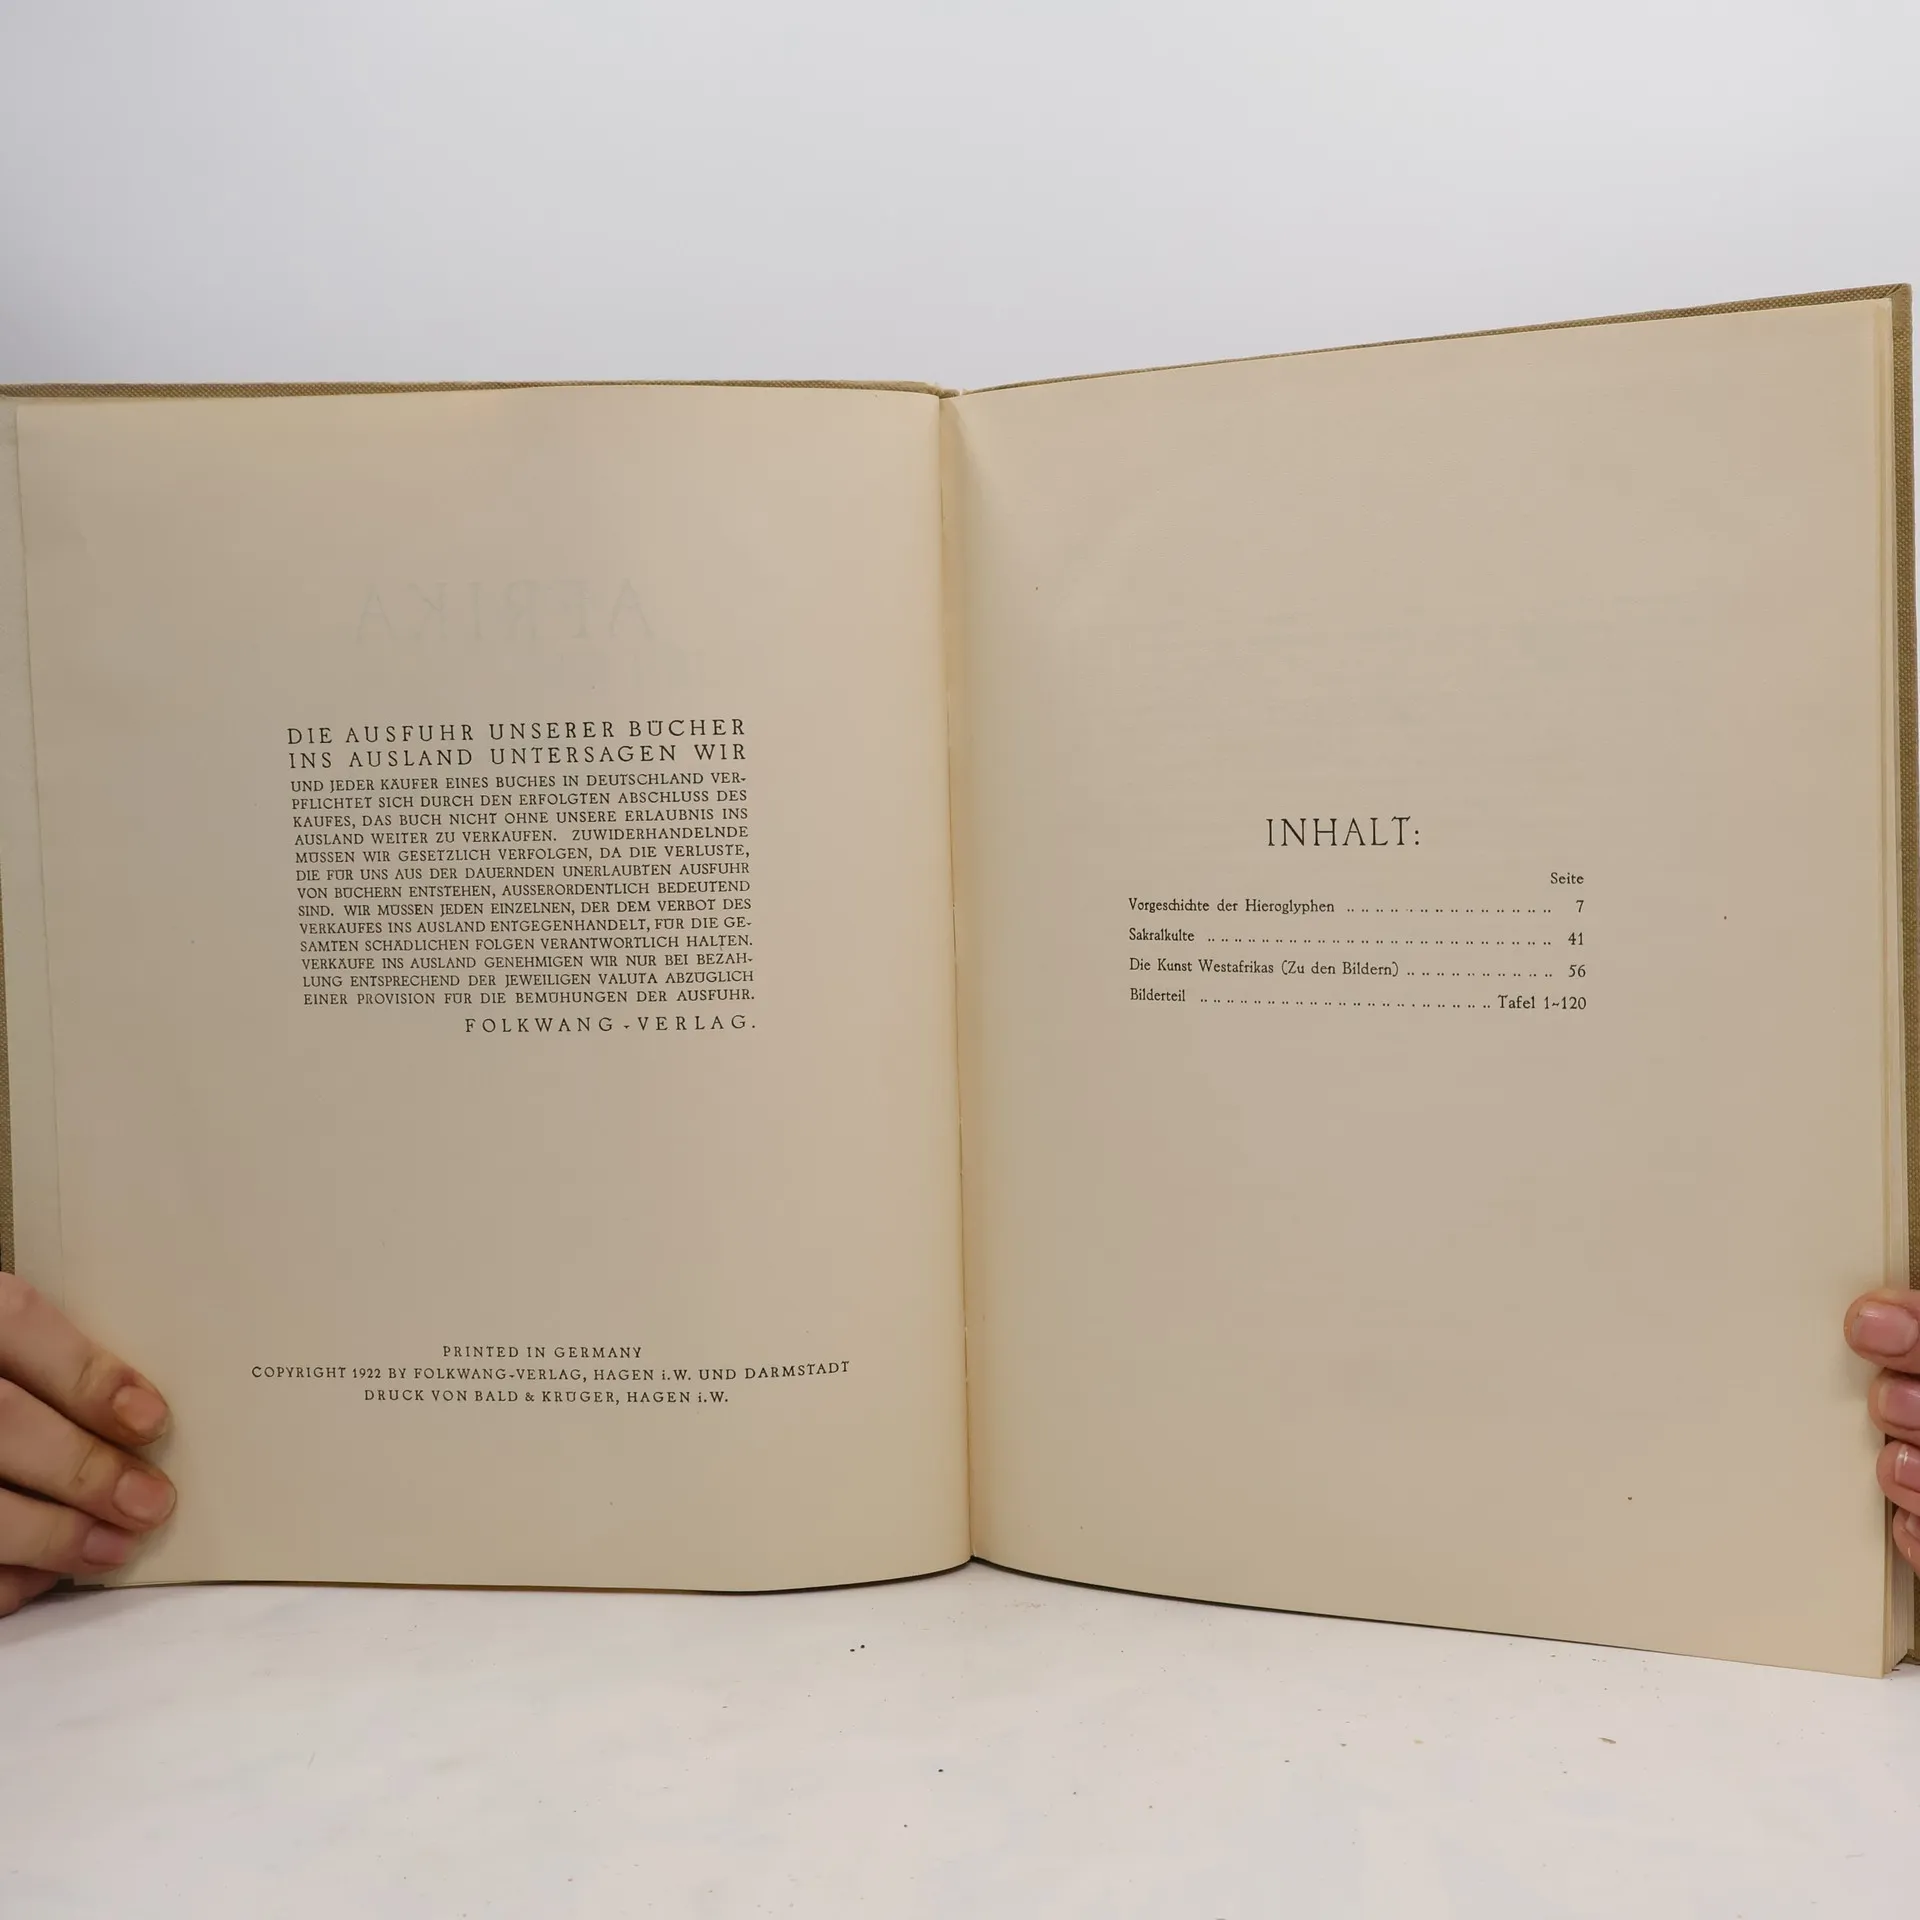 AFRIKA
DIE AUSFUHR UNSERER BÜCHER
INS AUSLAND UNTERSAGEN WIR
UND JEDER KÄUFER EINES BUCHES IN DEUTSCHLAND VER-
PFLICHTET SICH DURCH DEN ERFOLGTEN ABSCHLUSS DES
KAUFES, DAS BUCH NICHT OHNE UNSERE ERLAUBNIS INS
AUSLAND WEITER ZU VERKAUFEN. ZUWIDERHANDELNDE
MÜSSEN WIR GESETZLICH VERFOLGEN, DA DIE VERLUSTE,
DIE FÜR UNS AUS DER DAUERNDEN UNERLAUBTEN AUSFUHR
VON BÜCHERN ENTSTEHEN, AUSSERORDENTLICH BEDEUTEND
SIND. WIR MÜSSEN JEDEN EINZELNEN, DER DEM VERBOT DES
VERKAUFES INS AUSLAND ENTGEGENHANDELT, FÜR DIE GE-
SAMTEN SCHÄDLICHEN FOLGEN VERANTWORTLICH HALTEN.
VERKÄUFE INS AUSLAND GENEHMIGEN WIR NUR BEI BEZAH-
LUNG ENTSPRECHEND DER JEWEILIGEN VALUTA ABZÜGLICH
EINER PROVISION FÜR DIE BEMÜHUNGEN DER AUSFUHR.
FOLKWANG-VERLAG.
PRINTED IN GERMANY
COPYRIGHT 1922 BY FOLKWANG-VERLAG, HAGEN i.W. UND DARMSTADT
DRUCK VON BALD & KRÜGER, HAGEN i.W.
INHALT:
Seite
Vorgeschichte der Hieroglyphen .. .. .. .. .. .. .. .. .. .. .. .. .. .. 7
Sakralkulte .. .. .. .. .. .. .. .. .. .. .. .. .. .. .. .. .. .. .. .. .. .. .. 41
Die Kunst Westafrikas (Zu den Bildern) .. .. .. .. .. .. .. .. .. .. 56
Bilderteil .. .. .. .. .. .. .. .. .. .. .. .. .. .. .. .. .. .. .. .. Tafel 1-120